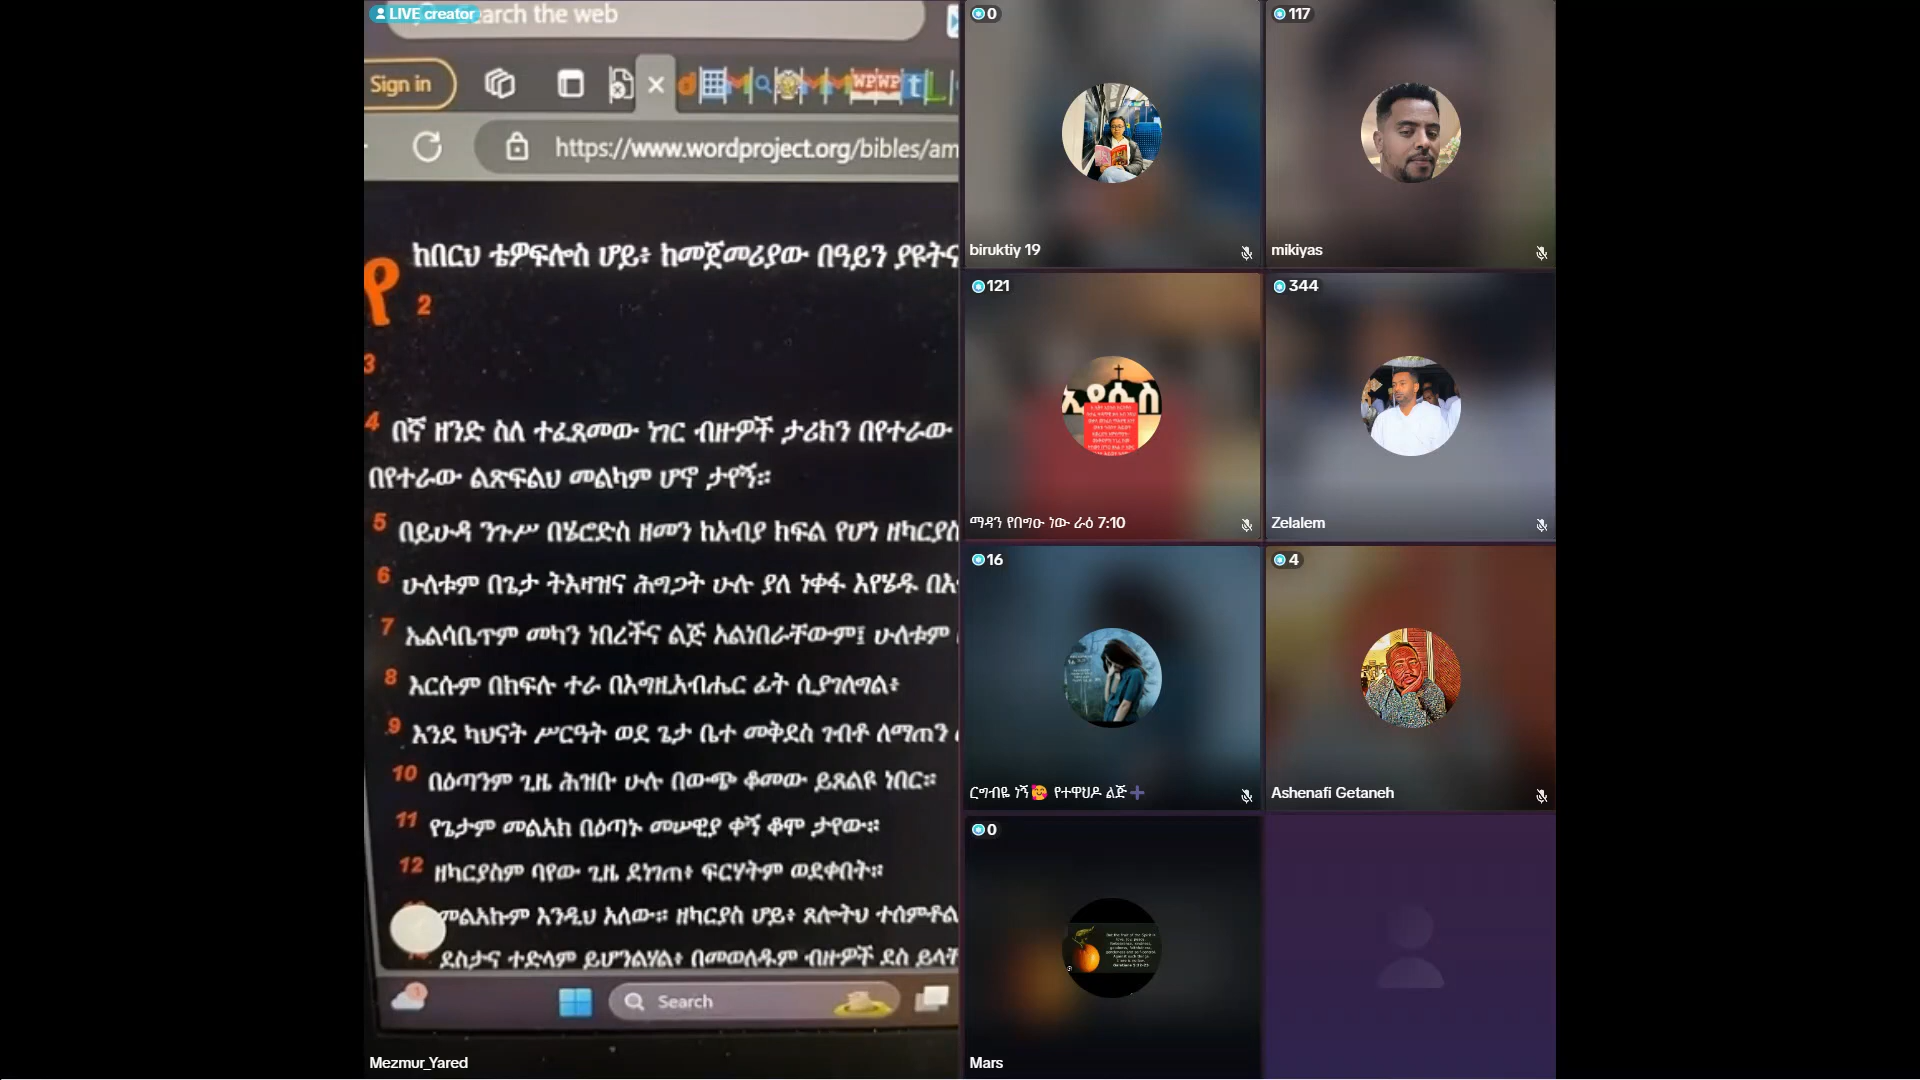 LIVE creator
earch the web
Sign in
https://www.wordproject.org/bibles/am
የ
ከበርህ ቴዎፍሎስ ሆይ፥ ከመጀመሪያው በዓይን ያዩትና
2
3
4 በኛ ዘንድ ስለ ተፈጸመው ነገር ብዙዎች ታሪክን በየተራው
በየተራው ልጽፍልህ መልካም ሆኖ ታየኝ።
5 በይሁዳ ንጉሥ በሄሮድስ ዘመን ከአብያ ክፍል የሆነ ዘካርያስ
6 ሁለቱም በጌታ ትእዛዝና ሕግጋት ሁሉ ያለ ነቀፋ እየሄዱ
7 ኤልሳቤጥም መካን ነበረችና ልጅ አልነበራቸውም፤ ሁለቱም
8 እርሱም በክፍሉ ተራ በእግዚአብሔር ፊት ሲያገለግል፥
9 እንደ ካህናት ሥርዓት ወደ ጌታ ቤተ መቅደስ ገብቶ ለማጠን
10 በዕጣንም ጊዜ ሕዝቡ ሁሉ በውጭ ቆመው ይጸልዩ ነበር።
11 የጌታም መልአክ በዕጣኑ መሠዊያ ቀኝ ቆሞ ታየው።
12 ዘካርያስም ባየው ጊዜ ደነገጠ፥ ፍርሃትም ወደቀበት።
መልአኩም እንዲህ አለው። ዘካርያስ ሆይ፥ ጸሎትህ
ደስታና ተድላም ይሆንልሃል፥ በመወለዱም ብዙዎች ደስ
Search
Mezmur_Yared
0
biruktiy 19
117
mikiyas
121
ኢየሱስ
ማዳን የበግዑ ነው ራዕ 7:10
344
Zelalem
16
ርግብዬ ነኝ🥰 የተዋህዶ ልጅ➕
4
Ashenafi Getaneh
0
Mars